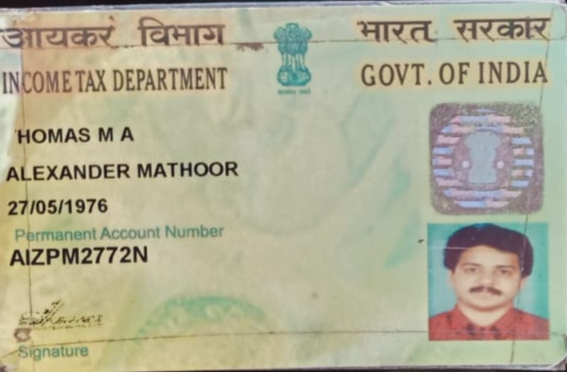 आयकर विभाग
भारत सरकार
INCOME TAX DEPARTMENT
GOVT. OF INDIA
HOMAS M A
ALEXANDER MATHOOR
27/05/1976
Permanent Account Number
AIZPM2772N
Signature